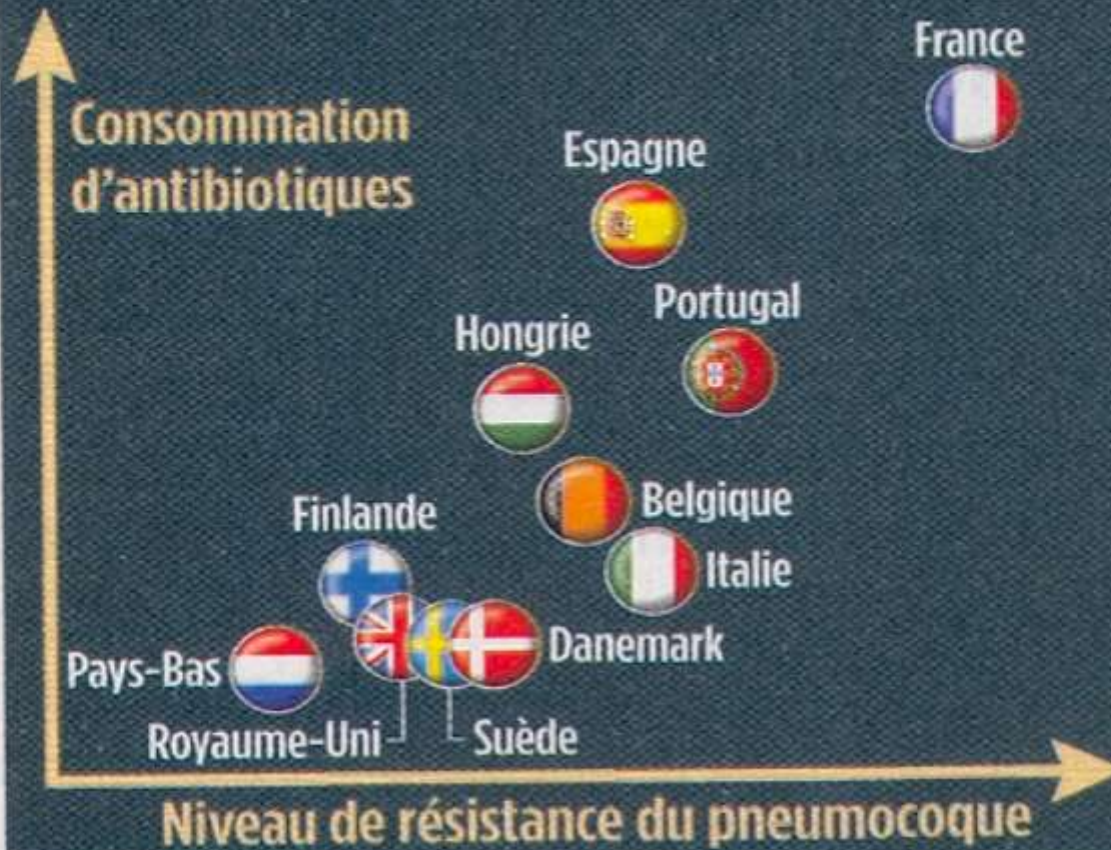 France
Consommation
d'antibiotiques
Espagne
Portugal
Hongrie
Belgique
Finlande
Italie
Danemark
Pays-Bas
Royaume-Uni
Suède
Niveau de résistance du pneumocoque